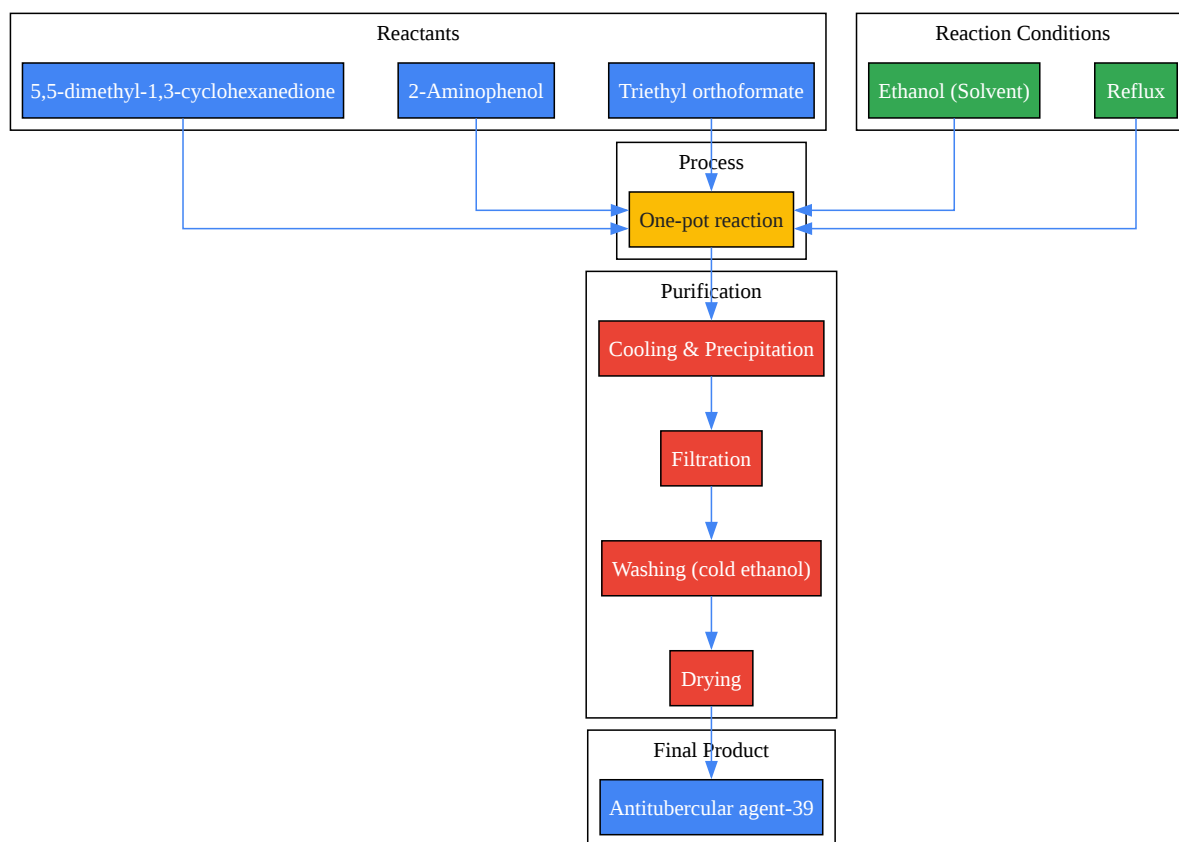 Reactants
Reaction Conditions
5,5-dimethyl-1,3-cyclohexanedione
2-Aminophenol
Triethyl orthoformate
Ethanol (Solvent)
Reflux
Process
One-pot reaction
Purification
Cooling & Precipitation
Filtration
Washing (cold ethanol)
Drying
Final Product
Antitubercular agent-39